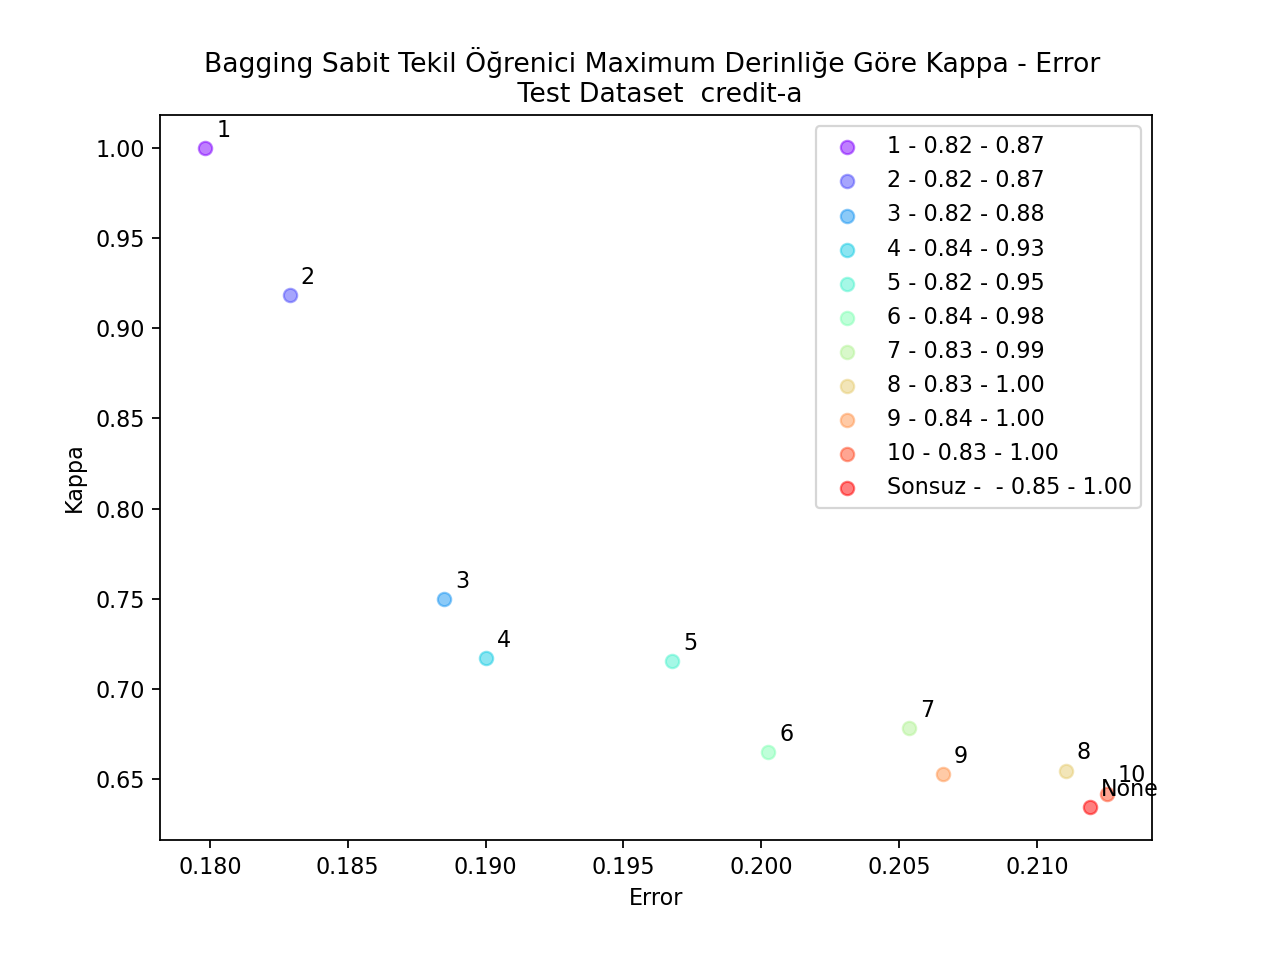 Bagging Sabit Tekil Öğrenici Maximum Derinliğe Göre Kappa - Error
Test Dataset  credit-a
Kappa
1.00
0.95
0.90
0.85
0.80
0.75
0.70
0.65
1
2
3
4
5
6
7
9
8
10
None
1 - 0.82 - 0.87
2 - 0.82 - 0.87
3 - 0.82 - 0.88
4 - 0.84 - 0.93
5 - 0.82 - 0.95
6 - 0.84 - 0.98
7 - 0.83 - 0.99
8 - 0.83 - 1.00
9 - 0.84 - 1.00
10 - 0.83 - 1.00
Sonsuz -  - 0.85 - 1.00
0.180 0.185 0.190 0.195 0.200 0.205 0.210
Error